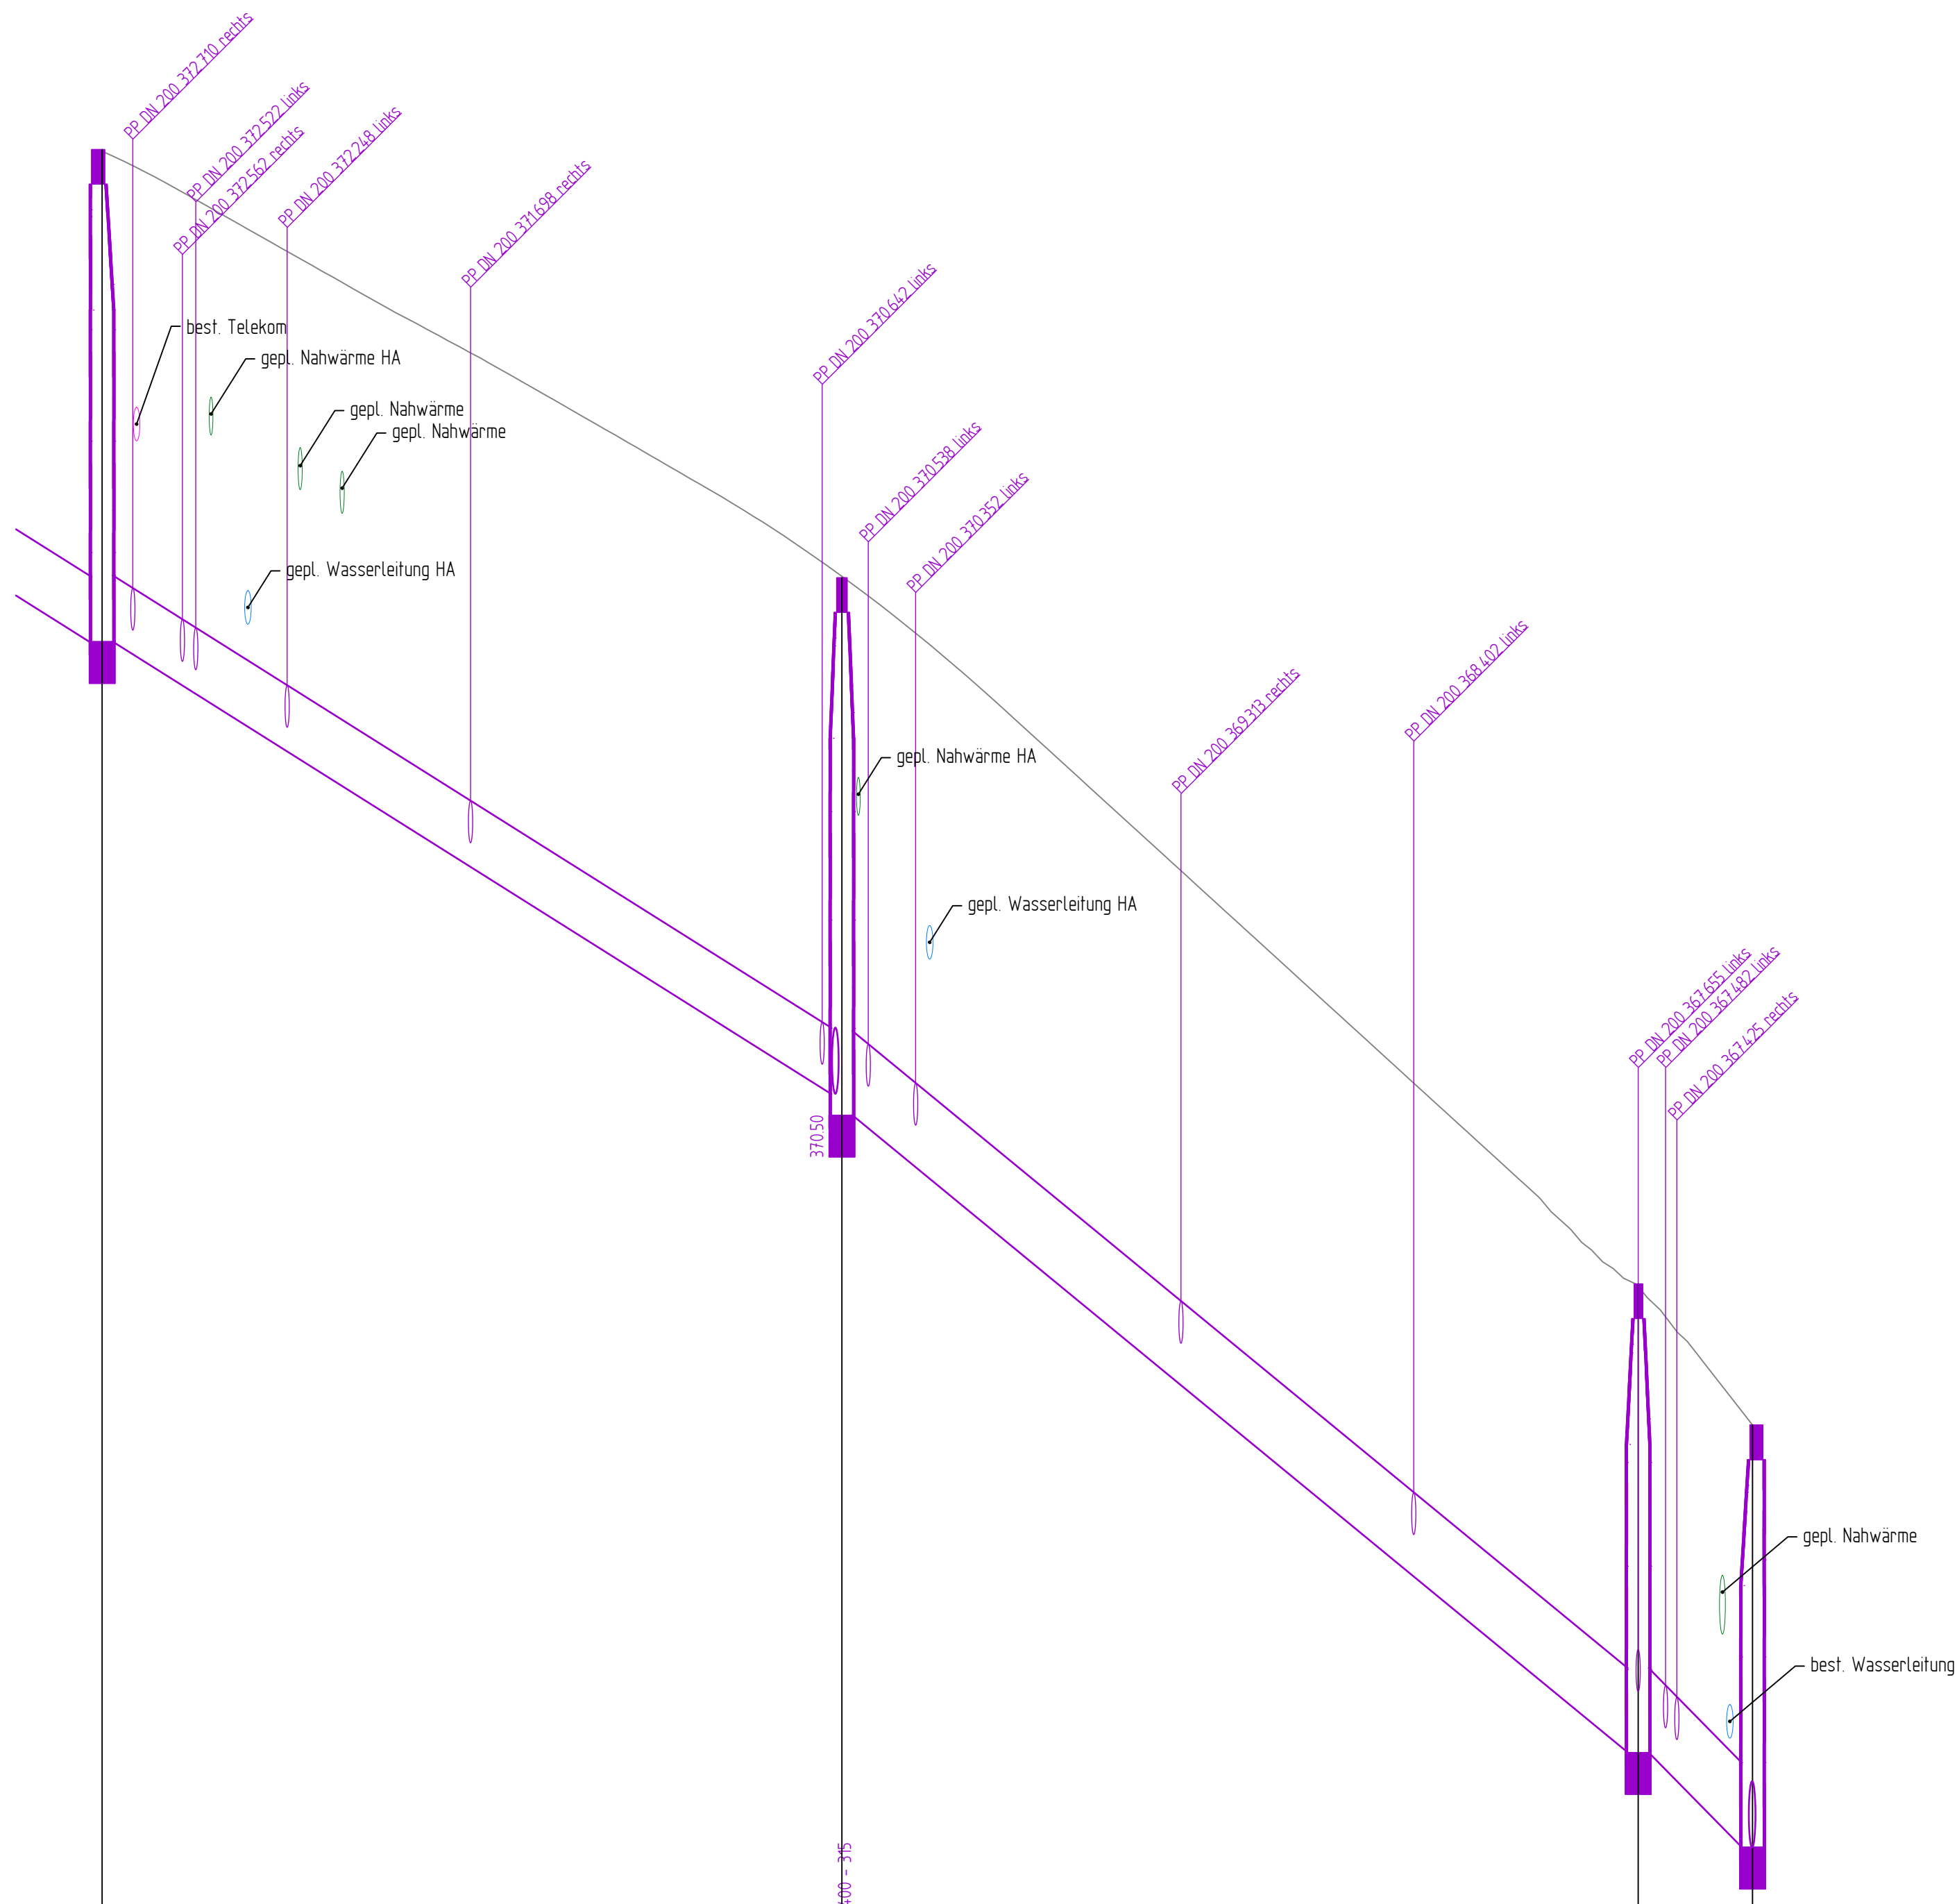 PP DN 200 372.710 rechts
PP DN 200 372.522 links
PP DN 200 372.562 rechts
PP DN 200 372.248 links
PP DN 200 371.698 rechts
PP DN 200 370.642 links
best. Telekom
gepl. Nahwärme HA
gepl. Nahwärme
gepl. Nahwärme
PP DN 200 370.538 links
PP DN 200 370.352 links
gepl. Wasserleitung HA
PP DN 200 369.313 rechts
PP DN 200 368.402 links
gepl. Nahwärme HA
gepl. Wasserleitung HA
PP DN 200 367.655 links
PP DN 200 367.482 links
PP DN 200 367.425 rechts
370.50
gepl. Nahwärme
best. Wasserleitung
400 - 315